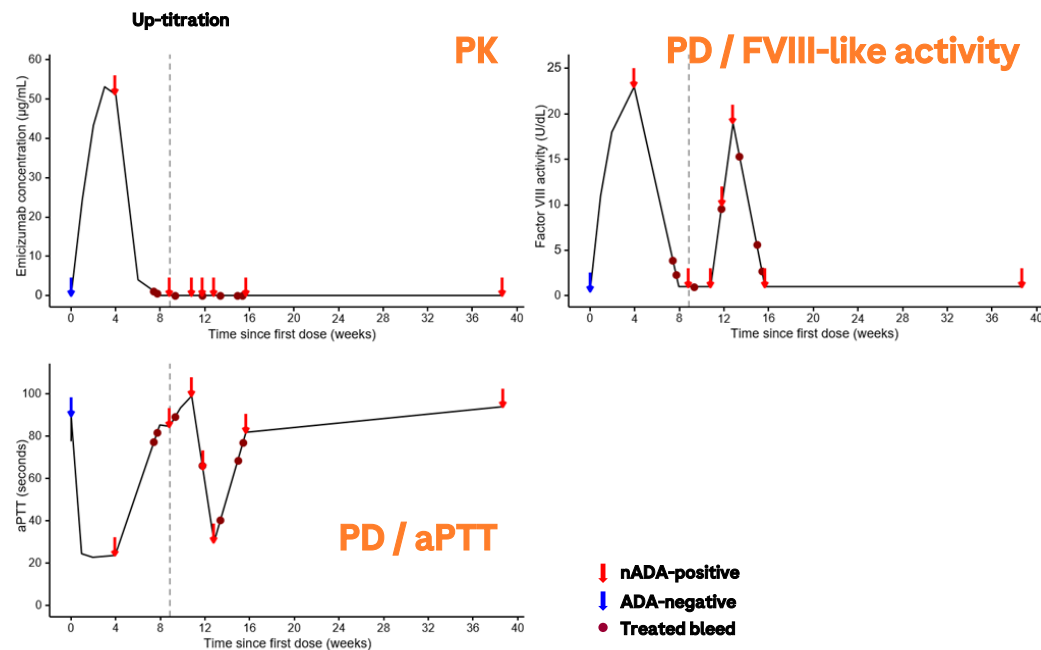 Up-titration
PK
60
50
40
30
20
10
0
Emicizumab concentration (µg/mL)
0 4 8 12 16 20 24 28 32 36 40
Time since first dose (weeks)
PD / FVIII-like activity
25
20
15
10
5
0
Factor VIII activity (U/dL)
0 4 8 12 16 20 24 28 32 36 40
Time since first dose (weeks)
100
80
60
40
20
0
aPTT (seconds)
PD / aPTT
0 4 8 12 16 20 24 28 32 36 40
Time since first dose (weeks)
nADA-positive
ADA-negative
Treated bleed